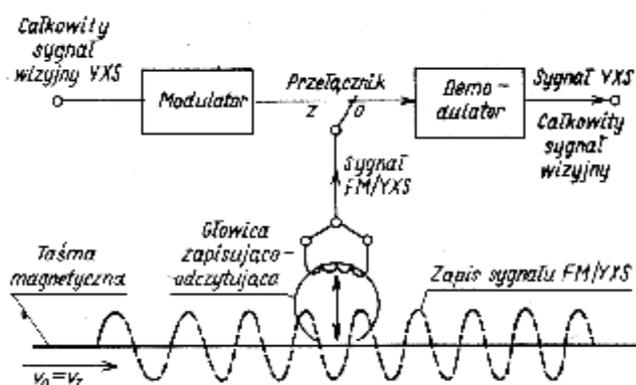 Całkowity
sygnał
wizyjny YXS
Modulator
Przełącznik
Z
O
Demo-
dulator
Sygnał YXS
Całkowity
sygnał
wizyjny
Sygnał
FM/YXS
Głowica
zapisująco-
odczytująca
Taśma
magnetyczna
Zapis sygnału FM/YXS
v₀=v_z